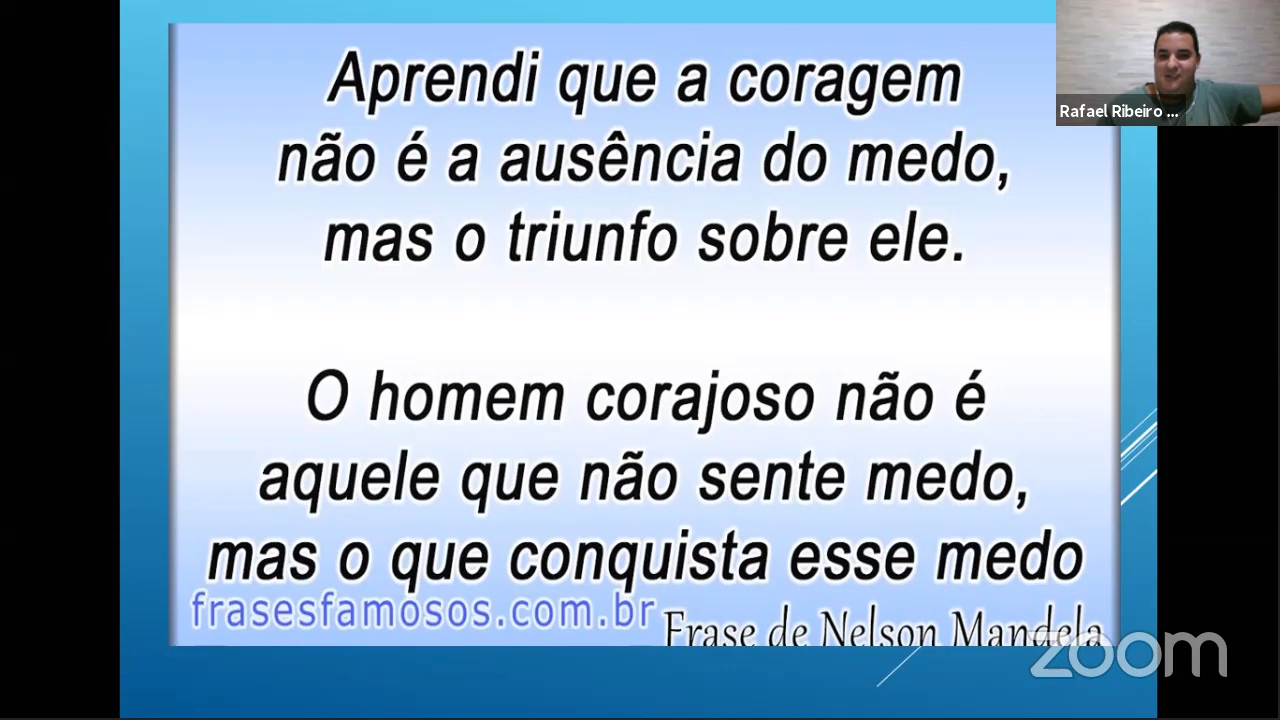 Aprendi que a coragem
não é a ausência do medo,
mas o triunfo sobre ele.
O homem corajoso não é
aquele que não sente medo,
mas o que conquista esse medo
frasesfamosos.com.br
Frase de Nelson Mandela
Rafael Ribeiro ...
zoom